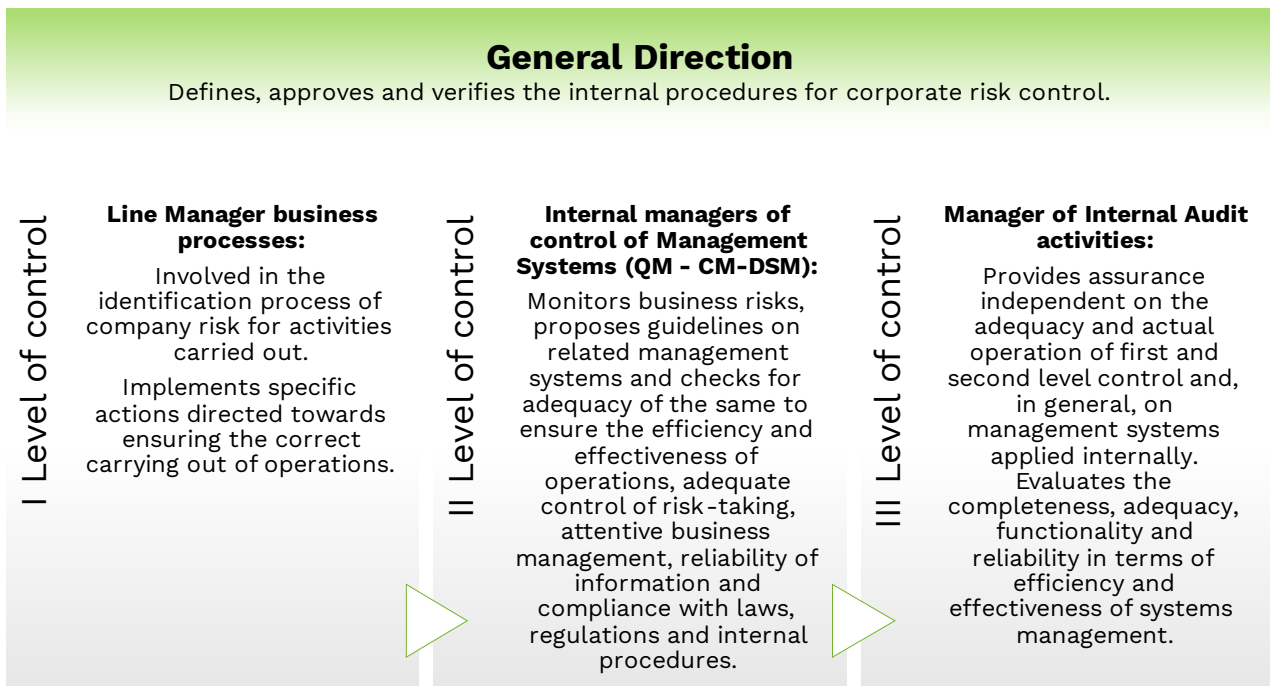 General Direction
Defines, approves and verifies the internal procedures for corporate risk control.
I Level of control
Line Manager business
processes:
Involved in the
identification process of
company risk for activities
carried out.
Implements specific
actions directed towards
ensuring the correct
carrying out of operations.
II Level of control
Internal managers of
control of Management
Systems (QM - CM-DSM):
Monitors business risks,
proposes guidelines on
related management
systems and checks for
adequacy of the same to
ensure the efficiency and
effectiveness of
operations, adequate
control of risk-taking,
attentive business
management, reliability of
information and
compliance with laws,
regulations and internal
procedures.
III Level of control
Manager of Internal Audit
activities:
Provides assurance
independent on the
adequacy and actual
operation of first and
second level control and,
in general, on
management systems
applied internally.
Evaluates the
completeness, adequacy,
functionality and
reliability in terms of
efficiency and
effectiveness of systems
management.